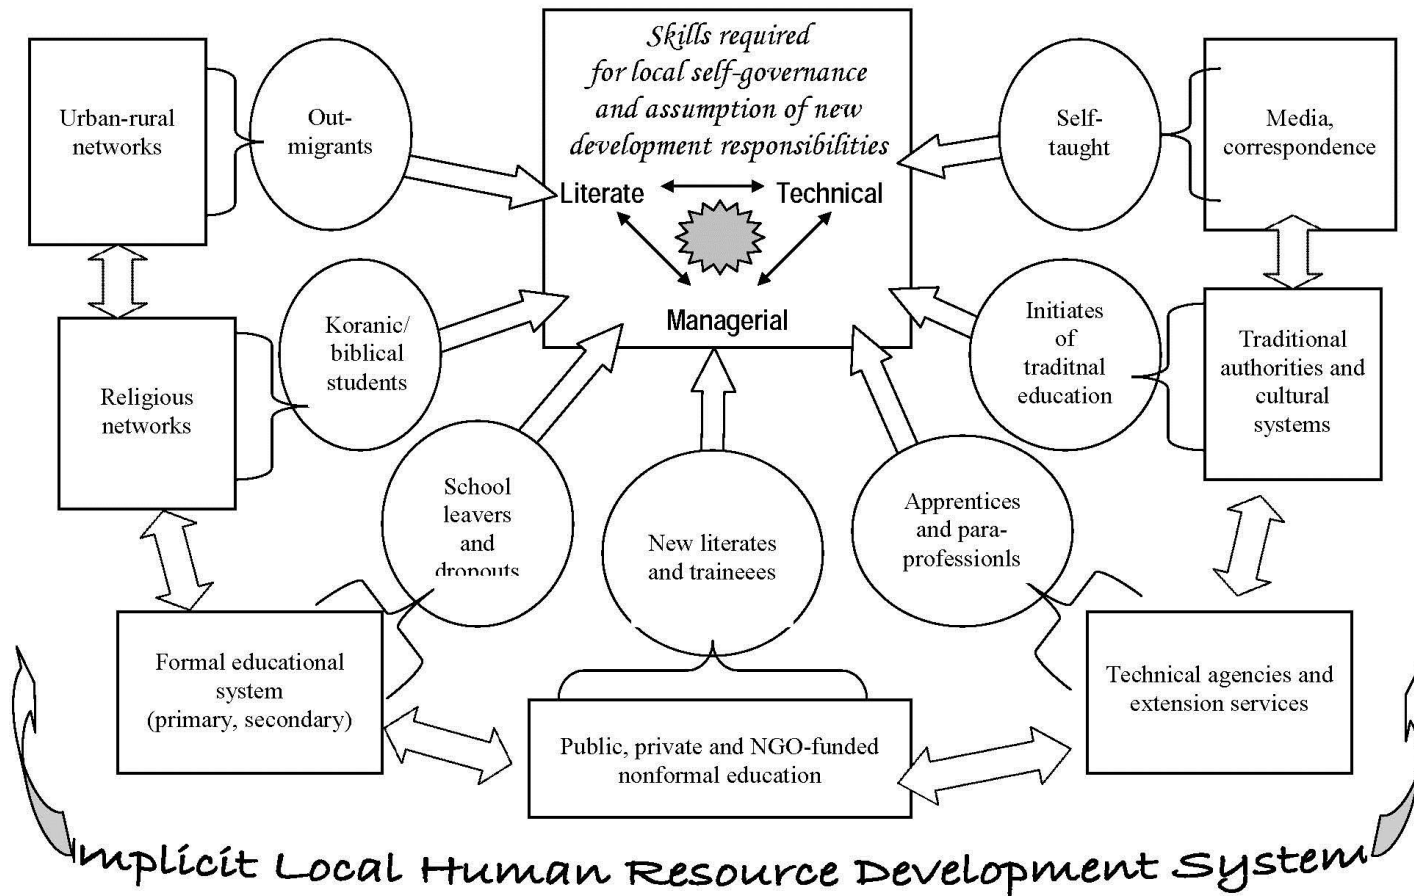 Skills required
for local self-governance
and assumption of new
development responsibilities
Literate
Technical
Managerial
Urban-rural
networks
Out-
migrants
Self-
taught
Media,
correspondence
Religious
networks
Koranic/
biblical
students
Initiates
of
traditnal
education
Traditional
authorities and
cultural
systems
School
leavers
and
dropouts
New literates
and traineees
Apprentices
and para-
professionls
Formal educational
system
(primary, secondary)
Public, private and NGO-funded
nonformal education
Technical agencies and
extension services
Implicit Local Human Resource Development System